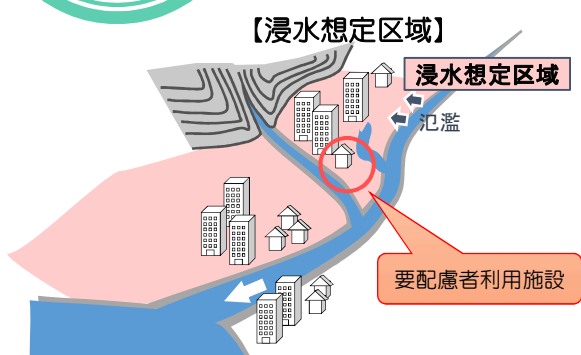 【浸水想定区域】
浸水想定区域
氾濫
要配慮者利用施設